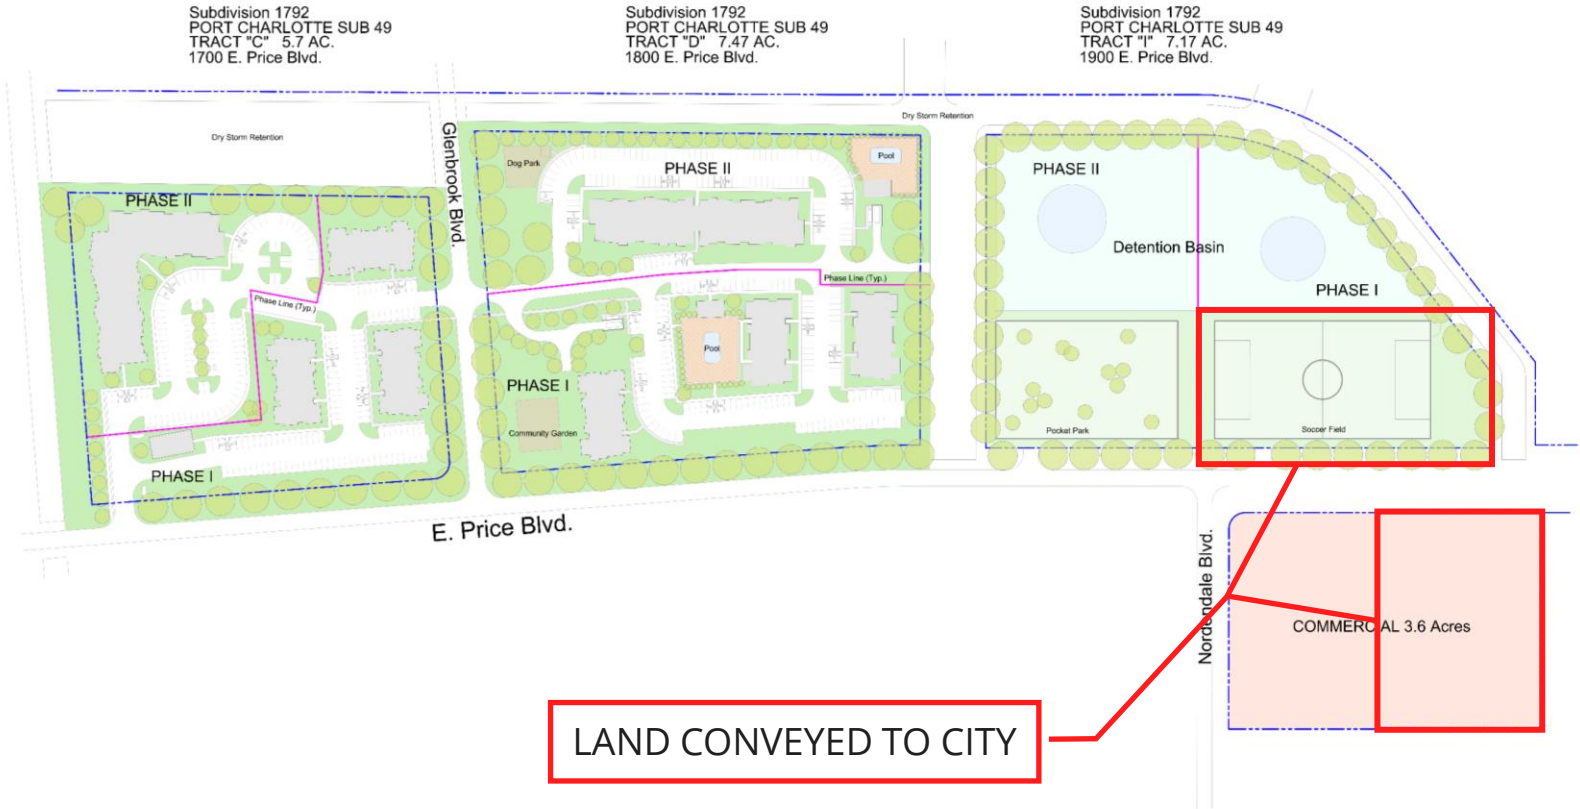 Subdivision 1792
PORT CHARLOTTE SUB 49
TRACT "C" 5.7 AC.
1700 E. Price Blvd.
Subdivision 1792
PORT CHARLOTTE SUB 49
TRACT "D" 7.47 AC.
1800 E. Price Blvd.
Subdivision 1792
PORT CHARLOTTE SUB 49
TRACT "I" 7.17 AC.
1900 E. Price Blvd.
Dry Storm Retention
Dry Storm Retention
Glenbrook Blvd.
PHASE II
Phase Line (Typ.)
PHASE I
Dog Park
PHASE II
Pool
Phase Line (Typ.)
Pool
PHASE I
Community Garden
PHASE II
Detention Basin
PHASE I
Pocket Park
Soccer Field
E. Price Blvd.
Nordendale Blvd.
COMMERCIAL 3.6 Acres
LAND CONVEYED TO CITY